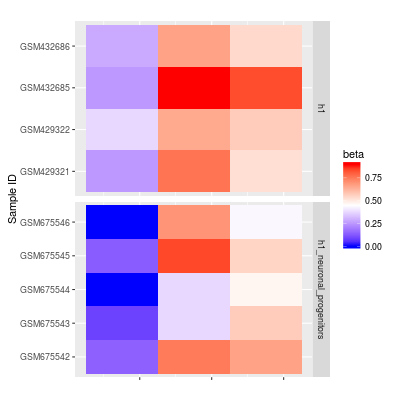 GSM432686
GSM432685
GSM429322
GSM429321
h1
GSM675546
GSM675545
GSM675544
GSM675543
GSM675542
h1_neuronal_progenitors
Sample ID
beta
0.75
0.50
0.25
0.00